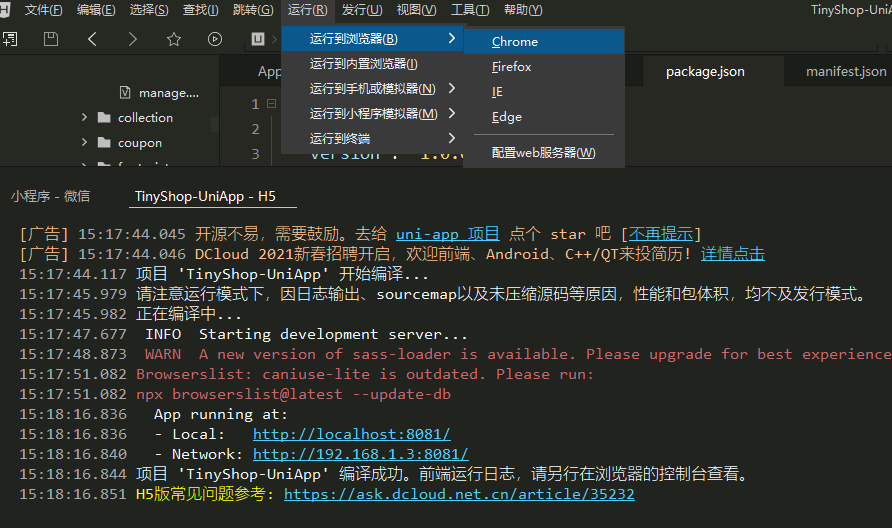 文件(F) 编辑(E) 选择(S) 查找(I) 跳转(G) 运行(R) 发行(U) 视图(V) 工具(T) 帮助(Y) TinyShop-UniA
运行到浏览器(B)
运行到内置浏览器(I)
运行到手机或模拟器(N)
运行到小程序模拟器(M)
运行到终端
Chrome
Firefox
IE
Edge
配置web服务器(W)
App
package.json
manifest.json
manage....
collection
coupon
1
2
3
小程序 - 微信
TinyShop-UniApp - H5
[广告] 15:17:44.045 开源不易，需要鼓励。去给 uni-app 项目 点个 star 吧 [不再提示]
[广告] 15:17:44.046 DCloud 2021新春招聘开启，欢迎前端、Android、C++/QT来投简历! 详情点击
15:17:44.117 项目 'TinyShop-UniApp' 开始编译...
15:17:45.979 请注意运行模式下，因日志输出、sourcemap以及未压缩源码等原因，性能和包体积，均不及发行模式。
15:17:45.982 正在编译中...
15:17:47.677 INFO Starting development server...
15:17:48.873 WARN A new version of sass-loader is available. Please upgrade for best experience
15:17:51.082 Browserslist: caniuse-lite is outdated. Please run:
15:17:51.082 npx browserslist@latest --update-db
15:18:16.836 App running at:
15:18:16.836 - Local: http://localhost:8081/
15:18:16.840 - Network: http://192.168.1.3:8081/
15:18:16.844 项目 'TinyShop-UniApp' 编译成功。前端运行日志，请另行在浏览器的控制台查看。
15:18:16.851 H5版常见问题参考: https://ask.dcloud.net.cn/article/35232